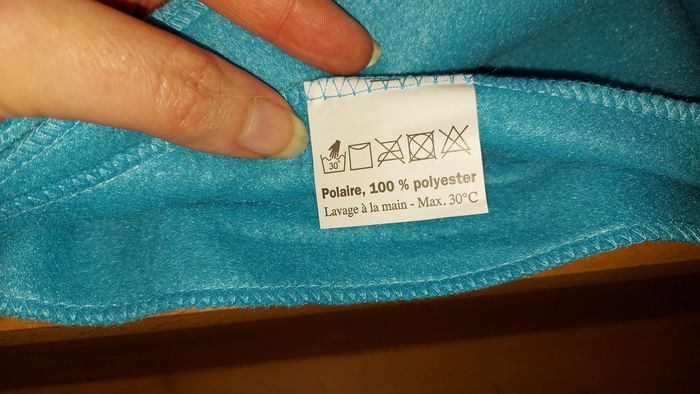 30°
Polaire, 100 % polyester
Lavage à la main - Max. 30°C